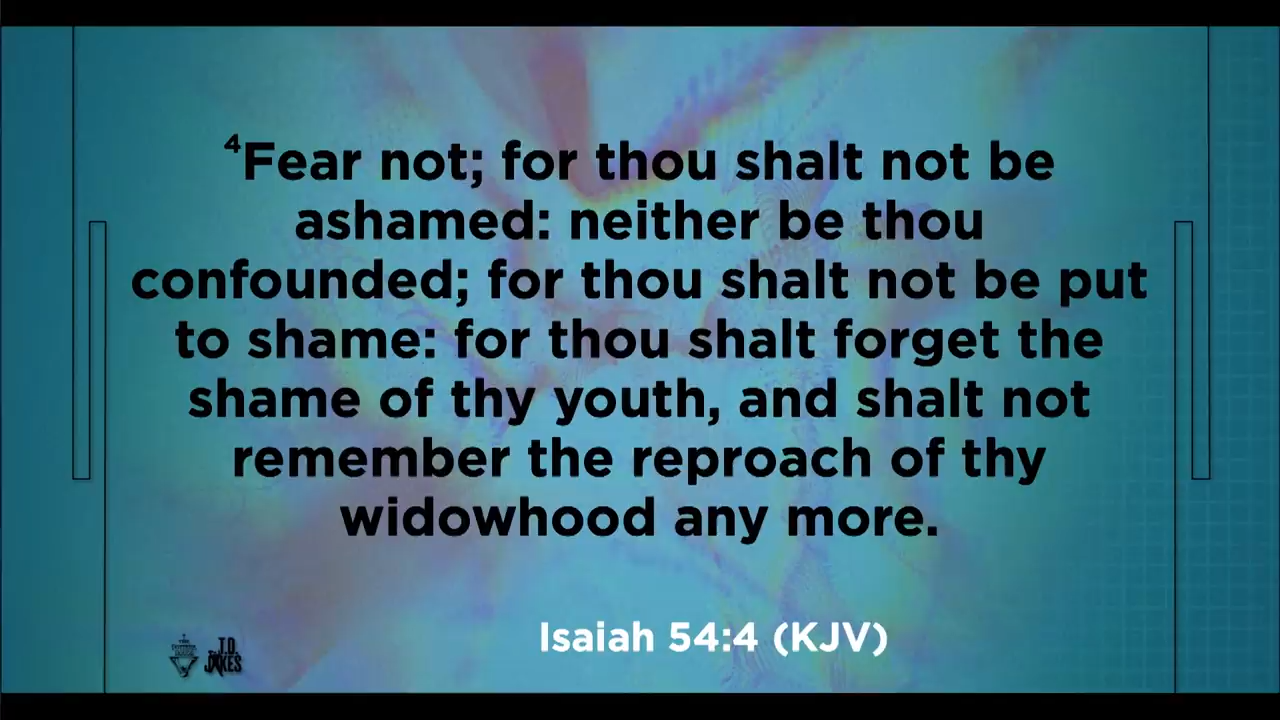 ⁴Fear not; for thou shalt not be
ashamed: neither be thou
confounded; for thou shalt not be put
to shame: for thou shalt forget the
shame of thy youth, and shalt not
remember the reproach of thy
widowhood any more.
Isaiah 54:4 (KJV)
T.D.
JAKES